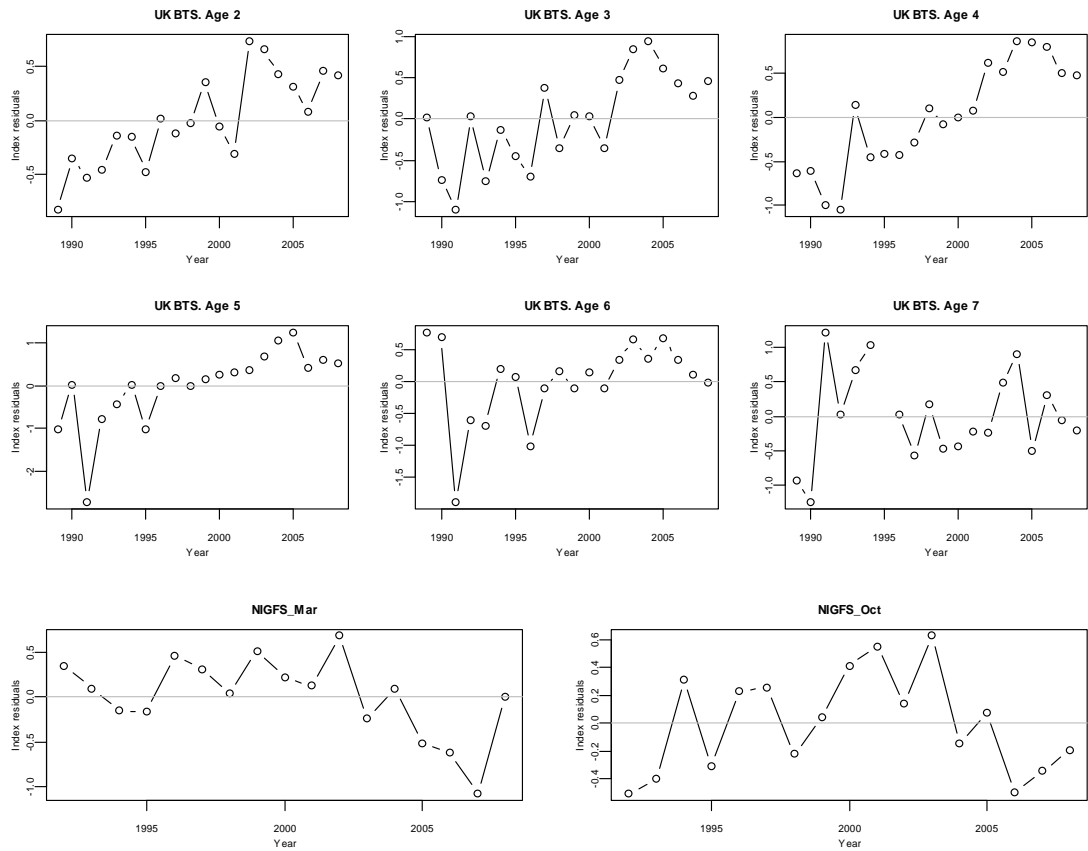 UK BTS. Age 2
Index residuals
0.5
0.0
-0.5
1990 1995 2000 2005
Year
UK BTS. Age 3
Index residuals
1.0
0.5
0.0
-0.5
-1.0
1990 1995 2000 2005
Year
UK BTS. Age 4
Index residuals
0.5
0.0
-0.5
-1.0
1990 1995 2000 2005
Year
UK BTS. Age 5
Index residuals
1
0
-1
-2
1990 1995 2000 2005
Year
UK BTS. Age 6
Index residuals
0.5
0.0
-0.5
-1.0
-1.5
1990 1995 2000 2005
Year
UK BTS. Age 7
Index residuals
1.0
0.5
0.0
-0.5
-1.0
1990 1995 2000 2005
Year
NIGFS_Mar
Index residuals
0.5
0.0
-0.5
-1.0
1995 2000 2005
Year
NIGFS_Oct
Index residuals
0.6
0.4
0.2
0.0
-0.2
-0.4
1995 2000 2005
Year